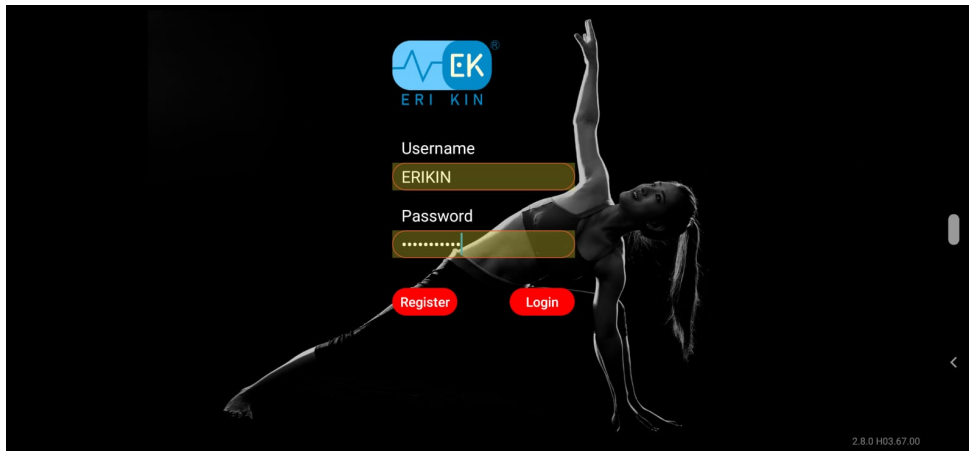 EK®
ERI KIN
Username
ERIKIN
Password
•••••••••••
Register
Login
2.8.0 H03.67.00